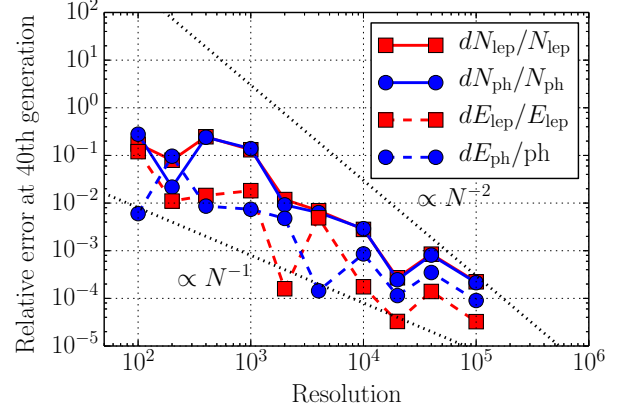 Relative error at 40th generation
10^2
10^1
10^0
10^{-1}
10^{-2}
10^{-3}
10^{-4}
10^{-5}
dN_lep/N_lep
dN_ph/N_ph
dE_lep/E_lep
dE_ph/ph
∝ N^{-2}
∝ N^{-1}
10^2
10^3
10^4
10^5
10^6
Resolution